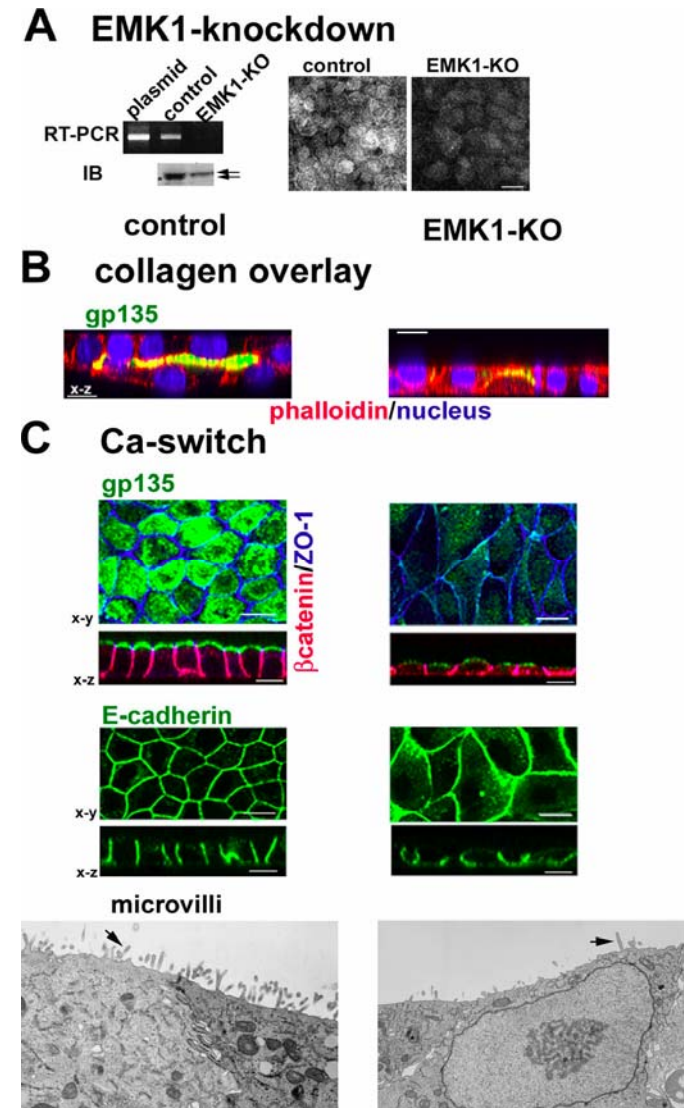 A EMK1-knockdown
plasmid
control
EMK1-KO
RT-PCR
IB
control
EMK1-KO
control
EMK1-KO
B collagen overlay
gp135
x-z
phalloidin/nucleus
C Ca-switch
gp135
x-y
x-z
βcatenin/ZO-1
E-cadherin
x-y
x-z
microvilli